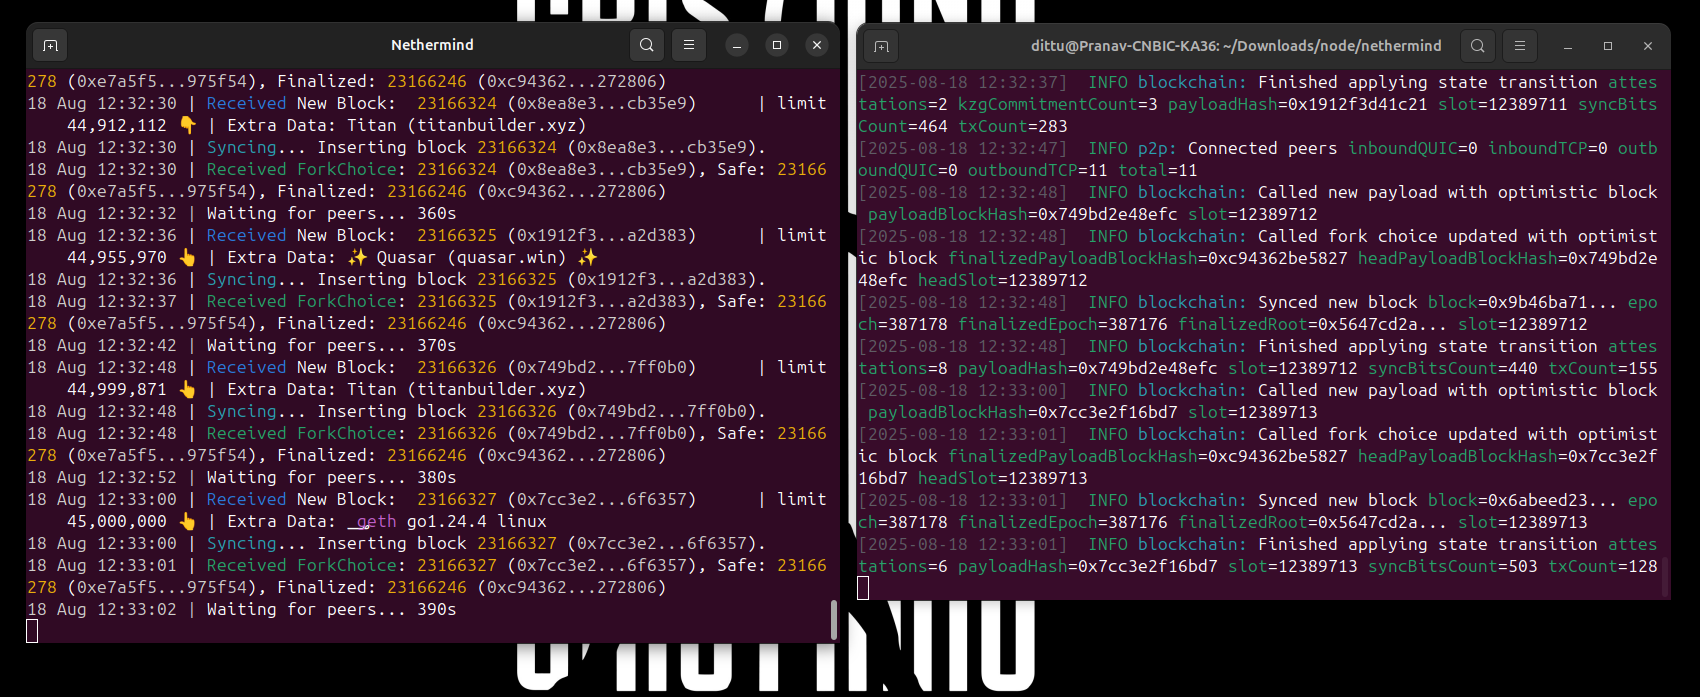 Nethermind
278 (0xe7a5f5...975f54), Finalized: 23166246 (0xc94362...272806)
18 Aug 12:32:30 | Received New Block:  23166324 (0x8ea8e3...cb35e9)      | limit
44,912,112 👇 | Extra Data: Titan (titanbuilder.xyz)
18 Aug 12:32:30 | Syncing... Inserting block 23166324 (0x8ea8e3...cb35e9).
18 Aug 12:32:30 | Received ForkChoice: 23166324 (0x8ea8e3...cb35e9), Safe: 23166
278 (0xe7a5f5...975f54), Finalized: 23166246 (0xc94362...272806)
18 Aug 12:32:32 | Waiting for peers... 360s
18 Aug 12:32:36 | Received New Block:  23166325 (0x1912f3...a2d383)      | limit
44,955,970 👆 | Extra Data: ✨ Quasar (quasar.win) ✨
18 Aug 12:32:36 | Syncing... Inserting block 23166325 (0x1912f3...a2d383).
18 Aug 12:32:37 | Received ForkChoice: 23166325 (0x1912f3...a2d383), Safe: 23166
278 (0xe7a5f5...975f54), Finalized: 23166246 (0xc94362...272806)
18 Aug 12:32:42 | Waiting for peers... 370s
18 Aug 12:32:48 | Received New Block:  23166326 (0x749bd2...7ff0b0)      | limit
44,999,871 👆 | Extra Data: Titan (titanbuilder.xyz)
18 Aug 12:32:48 | Syncing... Inserting block 23166326 (0x749bd2...7ff0b0).
18 Aug 12:32:48 | Received ForkChoice: 23166326 (0x749bd2...7ff0b0), Safe: 23166
278 (0xe7a5f5...975f54), Finalized: 23166246 (0xc94362...272806)
18 Aug 12:32:52 | Waiting for peers... 380s
18 Aug 12:33:00 | Received New Block:  23166327 (0x7cc3e2...6f6357)      | limit
45,000,000 👆 | Extra Data: geth go1.24.4 linux
18 Aug 12:33:00 | Syncing... Inserting block 23166327 (0x7cc3e2...6f6357).
18 Aug 12:33:01 | Received ForkChoice: 23166327 (0x7cc3e2...6f6357), Safe: 23166
278 (0xe7a5f5...975f54), Finalized: 23166246 (0xc94362...272806)
18 Aug 12:33:02 | Waiting for peers... 390s
dittu@Pranav-CNBIC-KA36: ~/Downloads/node/nethermind
[2025-08-18 12:32:37]  INFO blockchain: Finished applying state transition attes
tations=2 kzgCommitmentCount=3 payloadHash=0x1912f3d41c21 slot=12389711 syncBits
Count=464 txCount=283
[2025-08-18 12:32:47]  INFO p2p: Connected peers inboundQUIC=0 inboundTCP=0 outb
oundQUIC=0 outboundTCP=11 total=11
[2025-08-18 12:32:48]  INFO blockchain: Called new payload with optimistic block
payloadBlockHash=0x749bd2e48efc slot=12389712
[2025-08-18 12:32:48]  INFO blockchain: Called fork choice updated with optimist
ic block finalizedPayloadBlockHash=0xc94362be5827 headPayloadBlockHash=0x749bd2e
48efc headSlot=12389712
[2025-08-18 12:32:48]  INFO blockchain: Synced new block block=0x9b46ba71... epo
ch=387178 finalizedEpoch=387176 finalizedRoot=0x5647cd2a... slot=12389712
[2025-08-18 12:32:48]  INFO blockchain: Finished applying state transition attes
tations=8 payloadHash=0x749bd2e48efc slot=12389712 syncBitsCount=440 txCount=155
[2025-08-18 12:33:00]  INFO blockchain: Called new payload with optimistic block
payloadBlockHash=0x7cc3e2f16bd7 slot=12389713
[2025-08-18 12:33:01]  INFO blockchain: Called fork choice updated with optimist
ic block finalizedPayloadBlockHash=0xc94362be5827 headPayloadBlockHash=0x7cc3e2f
16bd7 headSlot=12389713
[2025-08-18 12:33:01]  INFO blockchain: Synced new block block=0x6abeed23... epo
ch=387178 finalizedEpoch=387176 finalizedRoot=0x5647cd2a... slot=12389713
[2025-08-18 12:33:01]  INFO blockchain: Finished applying state transition attes
tations=6 payloadHash=0x7cc3e2f16bd7 slot=12389713 syncBitsCount=503 txCount=128